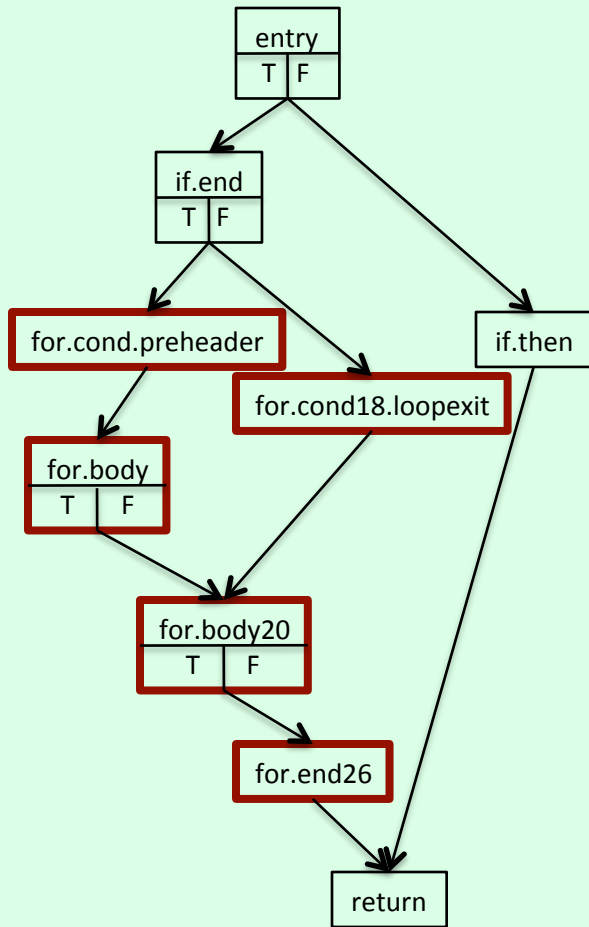 entry
T F
if.end
T F
for.cond.preheader
if.then
for.cond18.loopexit
for.body
T F
for.body20
T F
for.end26
return